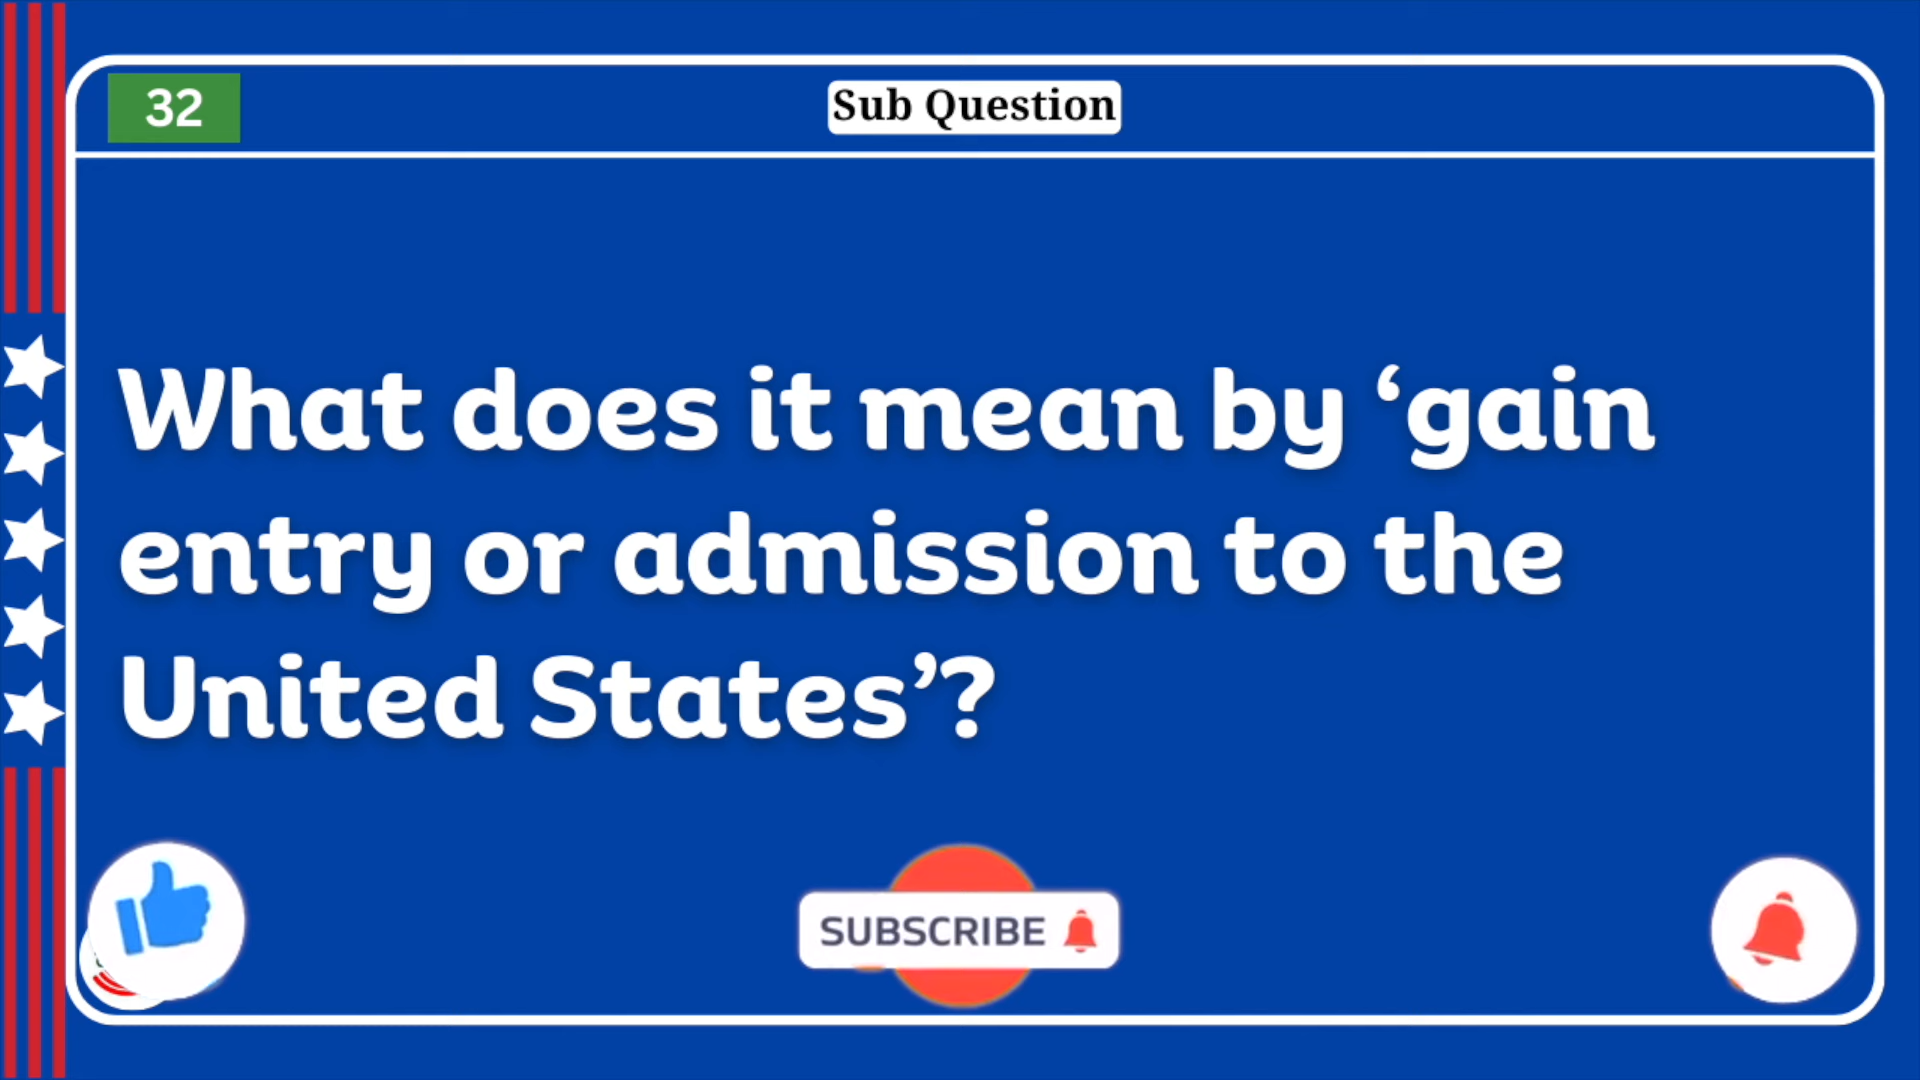 32
Sub Question
What does it mean by ‘gain
entry or admission to the
United States’?
SUBSCRIBE